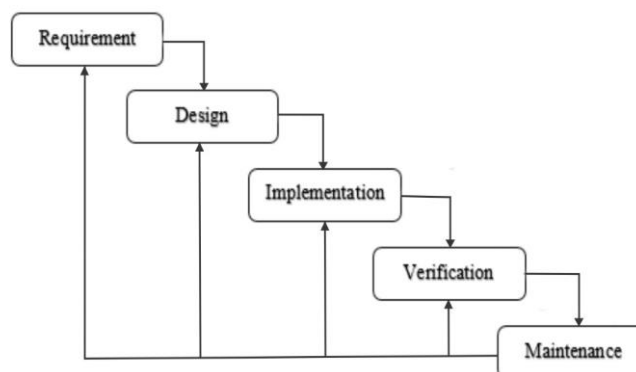 Requirement
Design
Implementation
Verification
Maintenance